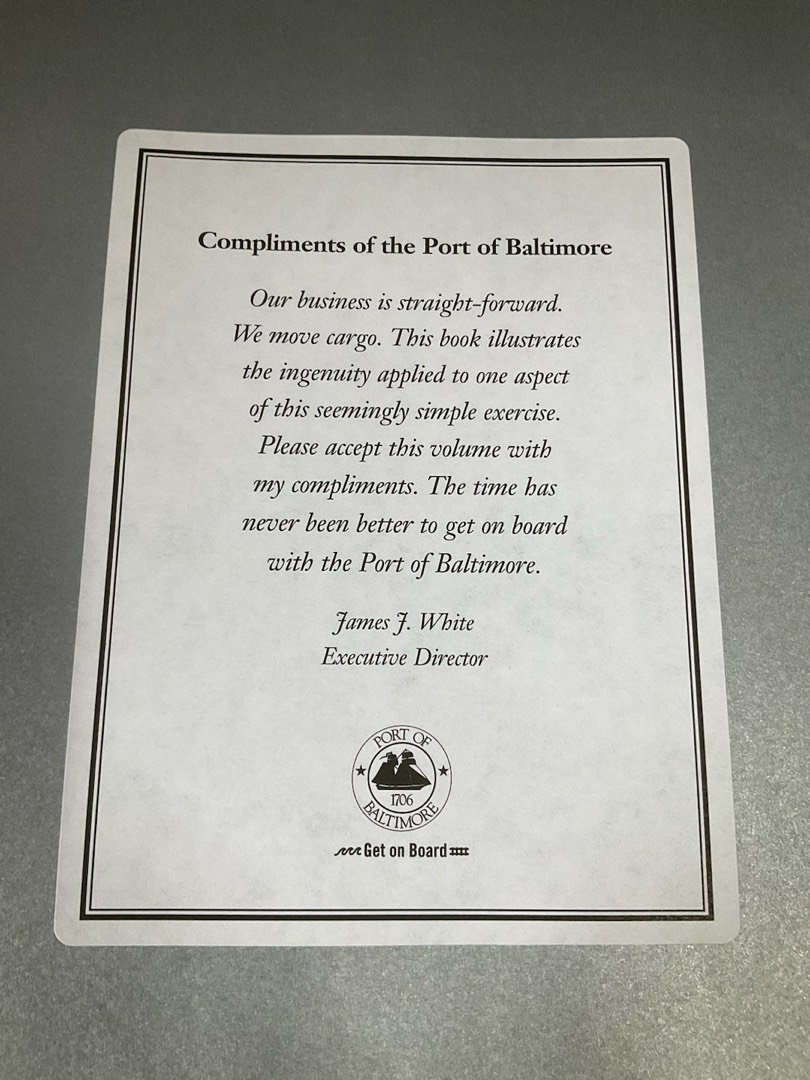 Compliments of the Port of Baltimore
Our business is straight-forward.
We move cargo. This book illustrates
the ingenuity applied to one aspect
of this seemingly simple exercise.
Please accept this volume with
my compliments. The time has
never been better to get on board
with the Port of Baltimore.
James J. White
Executive Director
PORT OF
1706
BALTIMORE
Get on Board